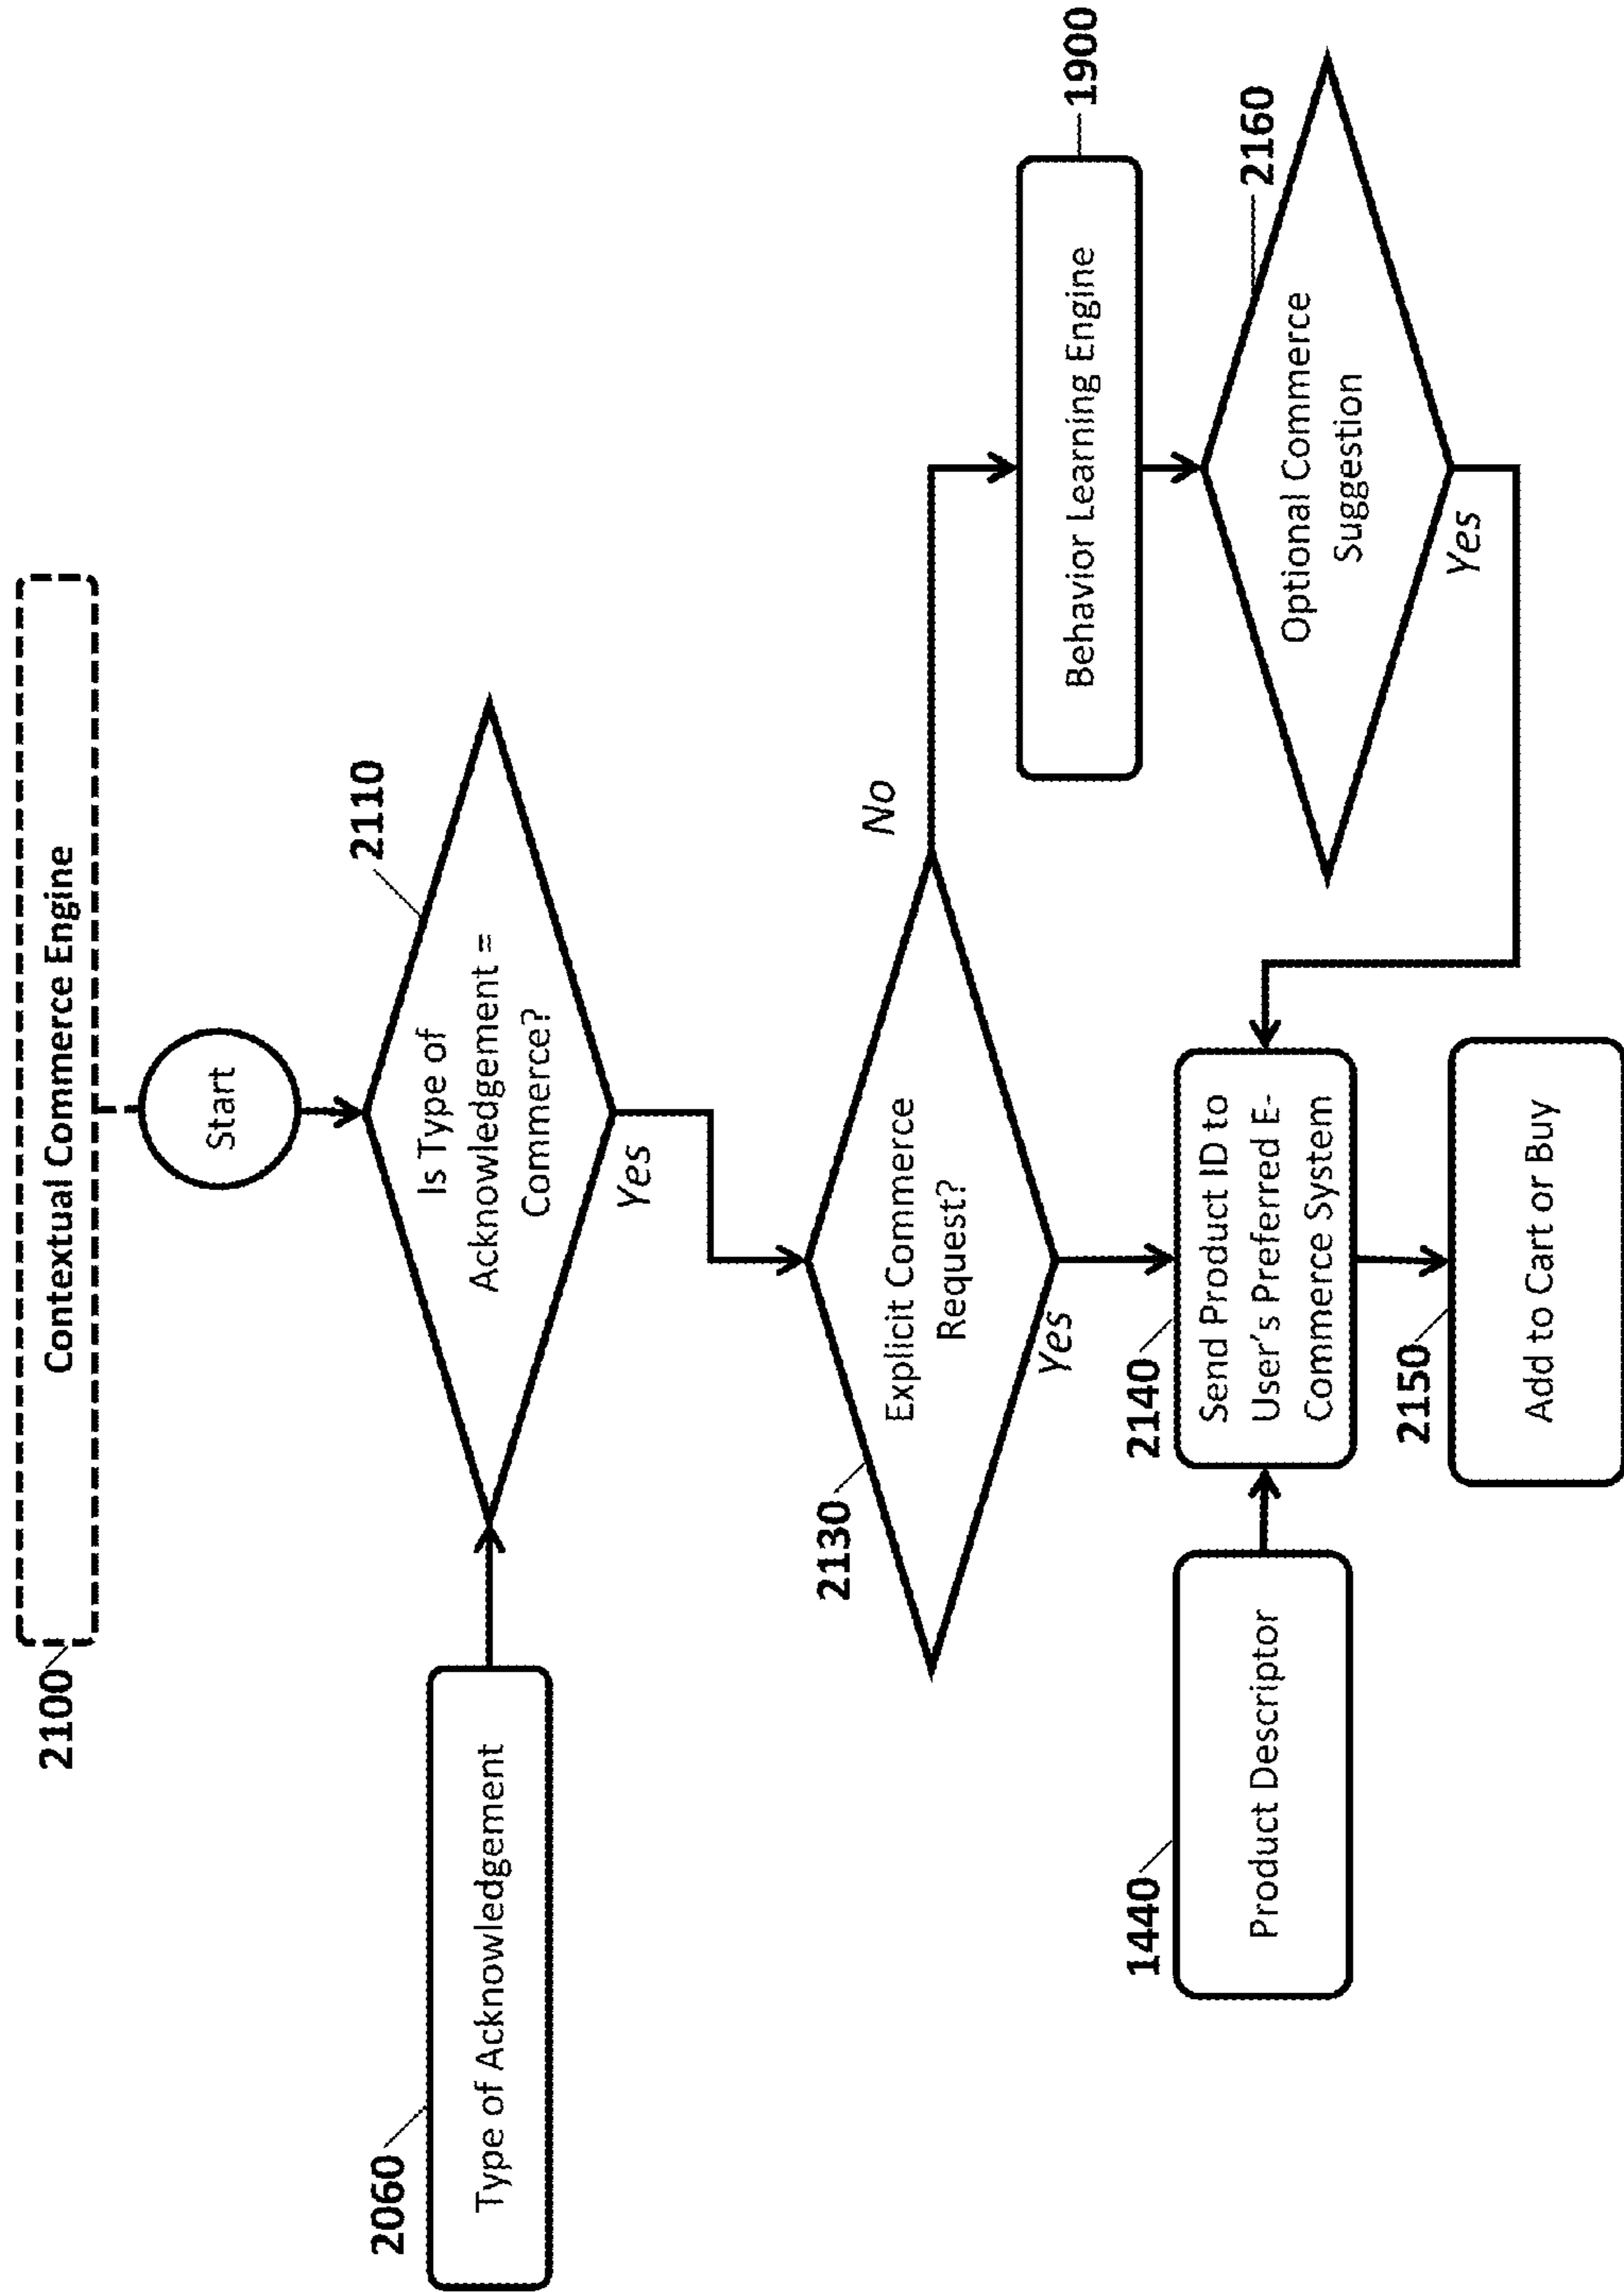 2100
Contextual Commerce Engine
Start
2060
Type of Acknowledgement
2110
Is Type of
Acknowledgement =
Commerce?
Yes
2130
Explicit Commerce
Request?
No
Yes
1900
Behavior Learning Engine
2160
Optional Commerce
Suggestion
Yes
1440
Product Descriptor
2140
Send Product ID to
User's Preferred E-
Commerce System
2150
Add to Cart or Buy